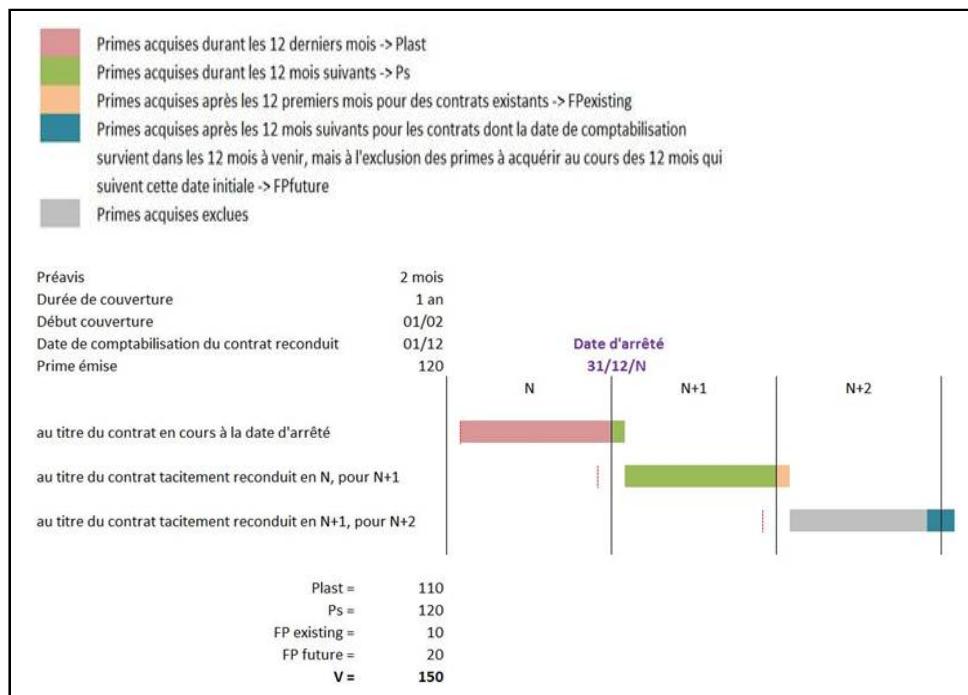 Primes acquises durant les 12 derniers mois -> Plast
Primes acquises durant les 12 mois suivants -> Ps
Primes acquises après les 12 premiers mois pour des contrats existants -> FPexisting
Primes acquises après les 12 mois suivants pour les contrats dont la date de comptabilisation
survient dans les 12 mois à venir, mais à l'exclusion des primes à acquérir au cours des 12 mois qui
suivent cette date initiale -> FPfuture
Primes acquises exclues
Préavis 2 mois
Durée de couverture 1 an
Début couverture 01/02
Date de comptabilisation du contrat reconduit 01/12 Date d'arrêté
Prime émise 120 31/12/N
N N+1 N+2
au titre du contrat en cours à la date d'arrêté
au titre du contrat tacitement reconduit en N, pour N+1
au titre du contrat tacitement reconduit en N+1, pour N+2
Plast = 110
Ps = 120
FP existing = 10
FP future = 20
V = 150